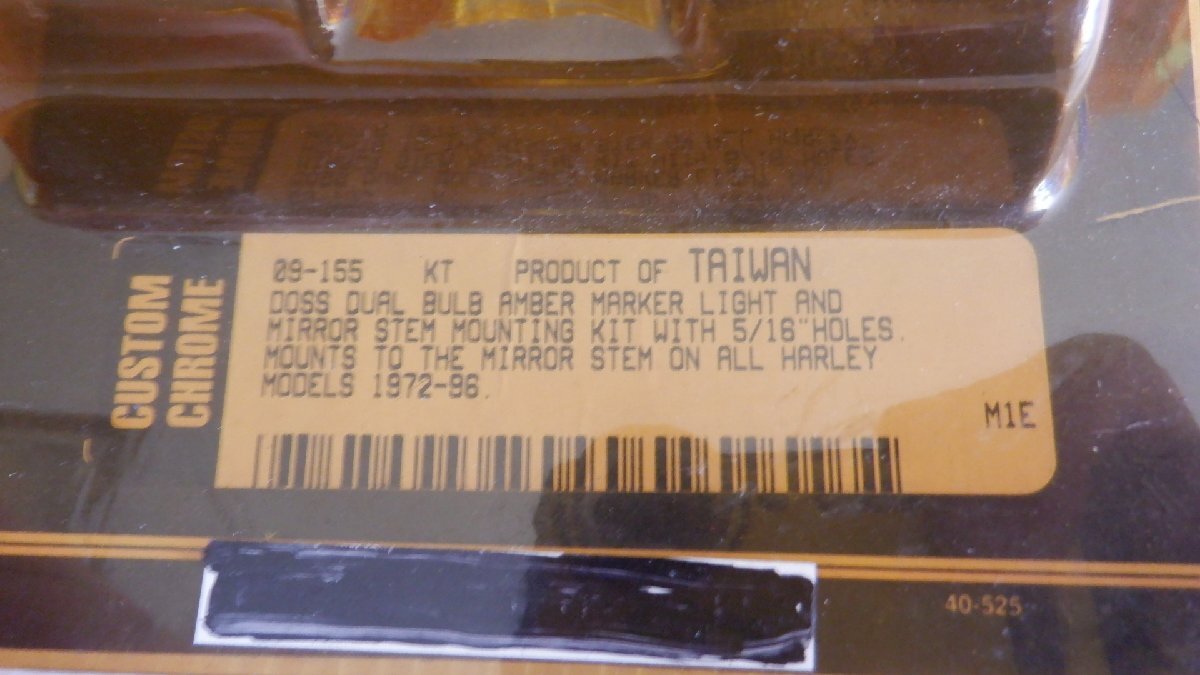 CUSTOM
CHROME
09-155 KT PRODUCT OF TAIWAN
DOSS DUAL BULB AMBER MARKER LIGHT AND
MIRROR STEM MOUNTING KIT WITH 5/16"HOLES.
MOUNTS TO THE MIRROR STEM ON ALL HARLEY
MODELS 1972-96.
M1E
40-525